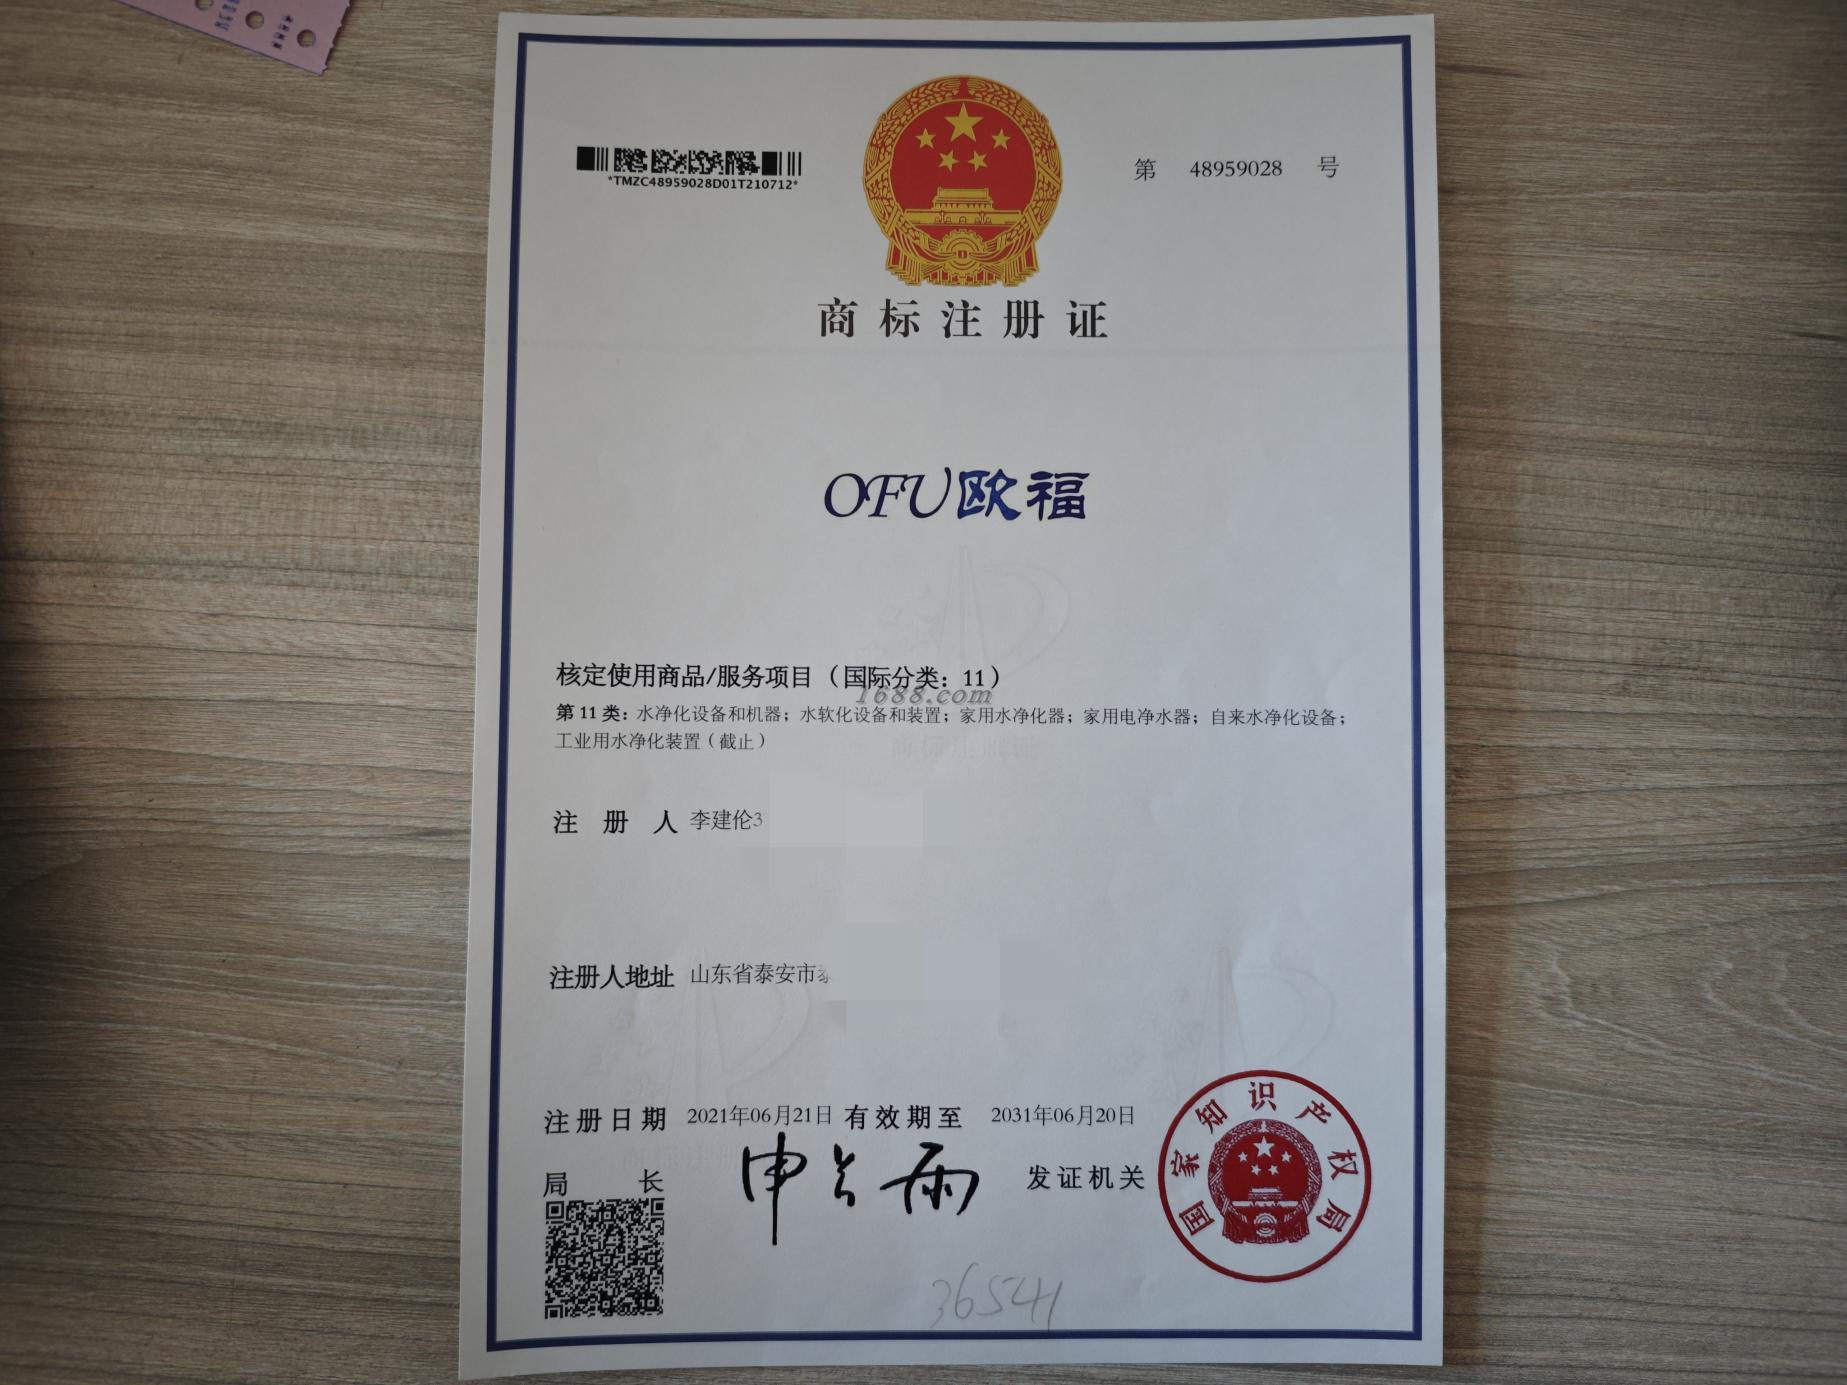 *TMZC48959028D01T210712*
第 48959028 号
商标注册证
OFU欧福
核定使用商品/服务项目（国际分类：11）
1688.com
第 11 类：水净化设备和机器；水软化设备和装置；家用水净化器；家用电净水器；自来水净化设备；
工业用水净化装置（截止）
注册人 李建伦3
注册人地址 山东省泰安市
注册日期 2021年06月21日 有效期至 2031年06月20日
局长 申长雨 发证机关
国家知识产权局
36541